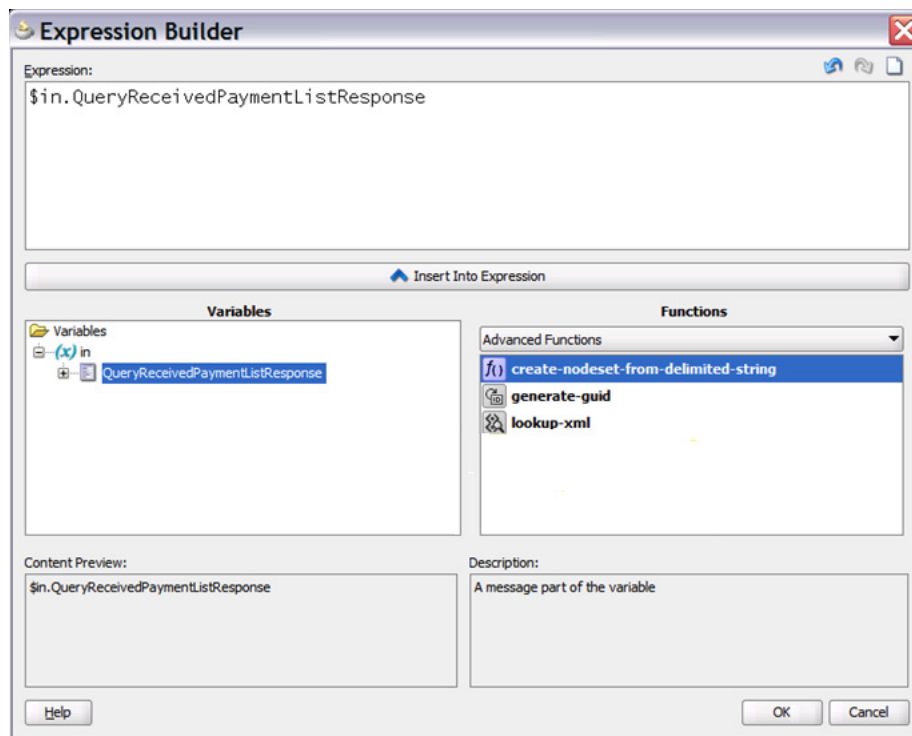 Expression Builder
Expression:
$in.QueryReceivedPaymentListResponse
Insert Into Expression
Variables
Variables
(x) in
QueryReceivedPaymentListResponse
Functions
Advanced Functions
f() create-nodeset-from-delimited-string
generate-guid
lookup-xml
Content Preview:
$in.QueryReceivedPaymentListResponse
Description:
A message part of the variable
Help
OK
Cancel